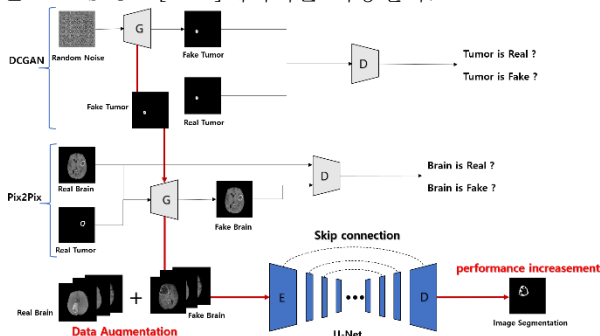 DCGAN
Random Noise
G
Fake Tumor
Fake Tumor
Real Tumor
D
Tumor is Real ?
Tumor is Fake ?
Pix2Pix
Real Brain
Real Tumor
G
Fake Brain
D
Brain is Real ?
Brain is Fake ?
Skip connection
performance increasement
Real Brain
+
Fake Brain
Data Augmentation
E
D
Image Segmentation
U-Net